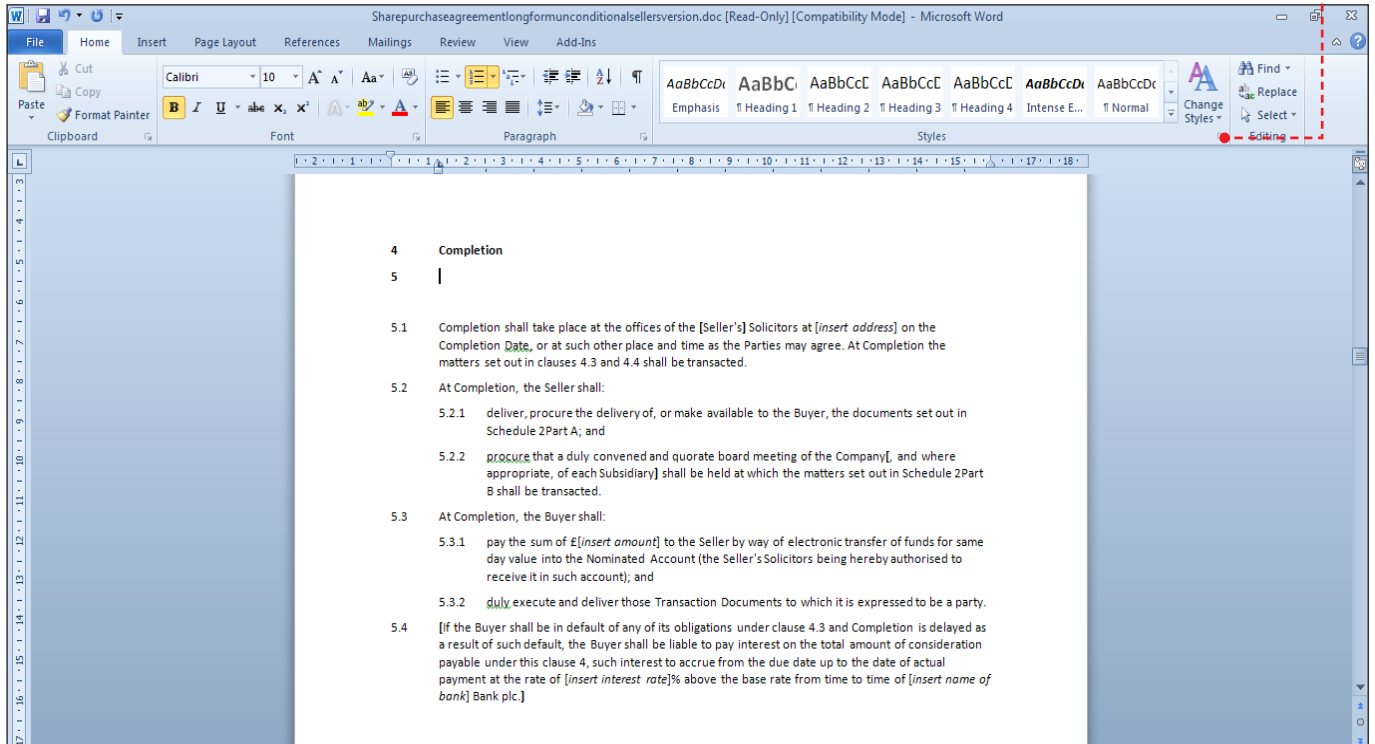 Sharepurchaseagreementlongformunconditionalsellersversion.doc [Read-Only] [Compatibility Mode] - Microsoft Word
File Home Insert Page Layout References Mailings Review View Add-Ins
Cut
Copy
Format Painter
Paste
Clipboard
Calibri 10
Font
Paragraph
AaBbCcDc AaBbC AaBbCcE AaBbCcE AaBbCcE AaBbCcDc AaBbCcDc
Emphasis ¶ Heading 1 ¶ Heading 2 ¶ Heading 3 ¶ Heading 4 Intense E... ¶ Normal
Change
Styles
Styles
Find
Replace
Select
Editing
4 Completion
5
5.1 Completion shall take place at the offices of the [Seller's] Solicitors at [insert address] on the
Completion Date, or at such other place and time as the Parties may agree. At Completion the
matters set out in clauses 4.3 and 4.4 shall be transacted.
5.2 At Completion, the Seller shall:
5.2.1 deliver, procure the delivery of, or make available to the Buyer, the documents set out in
Schedule 2Part A; and
5.2.2 procure that a duly convened and quorate board meeting of the Company[, and where
appropriate, of each Subsidiary] shall be held at which the matters set out in Schedule 2Part
B shall be transacted.
5.3 At Completion, the Buyer shall:
5.3.1 pay the sum of £[insert amount] to the Seller by way of electronic transfer of funds for same
day value into the Nominated Account (the Seller's Solicitors being hereby authorised to
receive it in such account); and
5.3.2 duly execute and deliver those Transaction Documents to which it is expressed to be a party.
5.4 [If the Buyer shall be in default of any of its obligations under clause 4.3 and Completion is delayed as
a result of such default, the Buyer shall be liable to pay interest on the total amount of consideration
payable under this clause 4, such interest to accrue from the due date up to the date of actual
payment at the rate of [insert interest rate]% above the base rate from time to time of [insert name of
bank] Bank plc.]